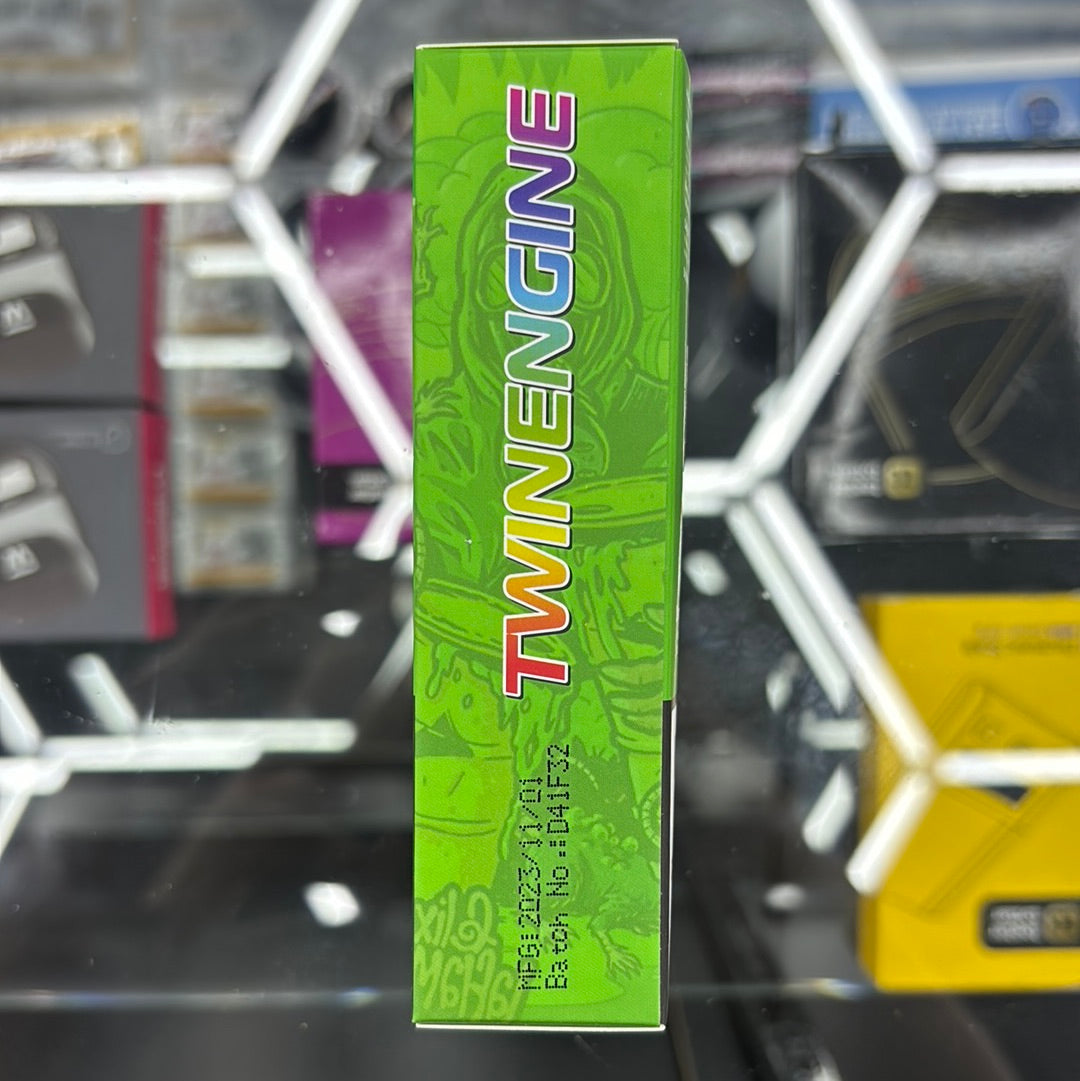 TWINENGINE
MFG:2023/11/01
Batch No.:D41F32